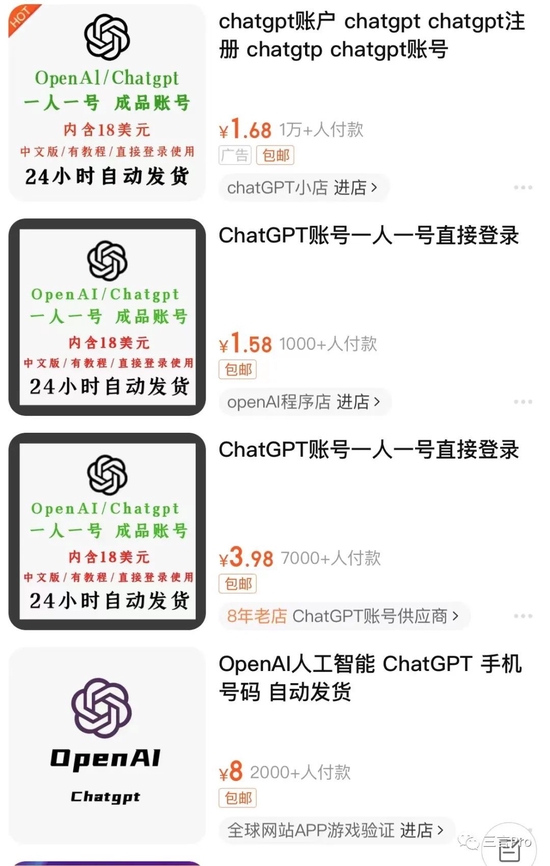 HOT
OpenAl/Chatgpt
一人一号 成品账号
内含18美元
中文版/有教程/直接登录使用
24小时自动发货
chatgpt账户 chatgpt chatgpt注
册 chatgtp chatgpt账号
¥1.68 1万+人付款
广告 包邮
chatGPT小店 进店>
OpenAI/Chatgpt
一人一号 成品账号
内含18美元
中文版/有教程/直接登录使用
24小时自动发货
ChatGPT账号一人一号直接登录
¥1.58 1000+人付款
包邮
openAI程序店 进店>
OpenAI/Chatgpt
一人一号 成品账号
内含18美元
中文版/有教程/直接登录使用
24小时自动发货
ChatGPT账号一人一号直接登录
¥3.98 7000+人付款
包邮
8年老店 ChatGPT账号供应商>
OpenAI
Chatgpt
OpenAI人工智能 ChatGPT 手机
号码 自动发货
¥8 2000+人付款
包邮
全球网站APP游戏验证 进店>
三言Pro